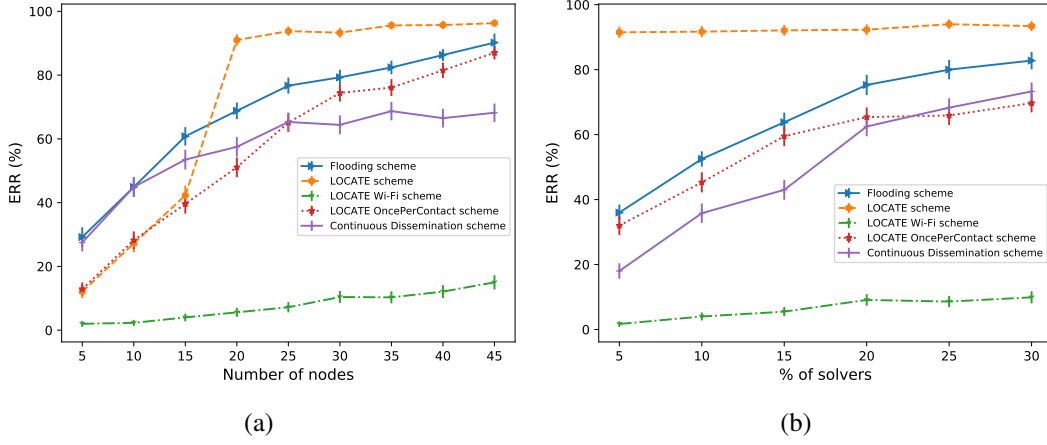 100
80
60
40
20
0
ERR (%)
5 10 15 20 25 30 35 40 45
Number of nodes
Flooding scheme
LOCATE scheme
LOCATE Wi-Fi scheme
LOCATE OncePerContact scheme
Continuous Dissemination scheme
(a)
100
80
60
40
20
0
ERR (%)
5 10 15 20 25 30
% of solvers
Flooding scheme
LOCATE scheme
LOCATE Wi-Fi scheme
LOCATE OncePerContact scheme
Continuous Dissemination scheme
(b)